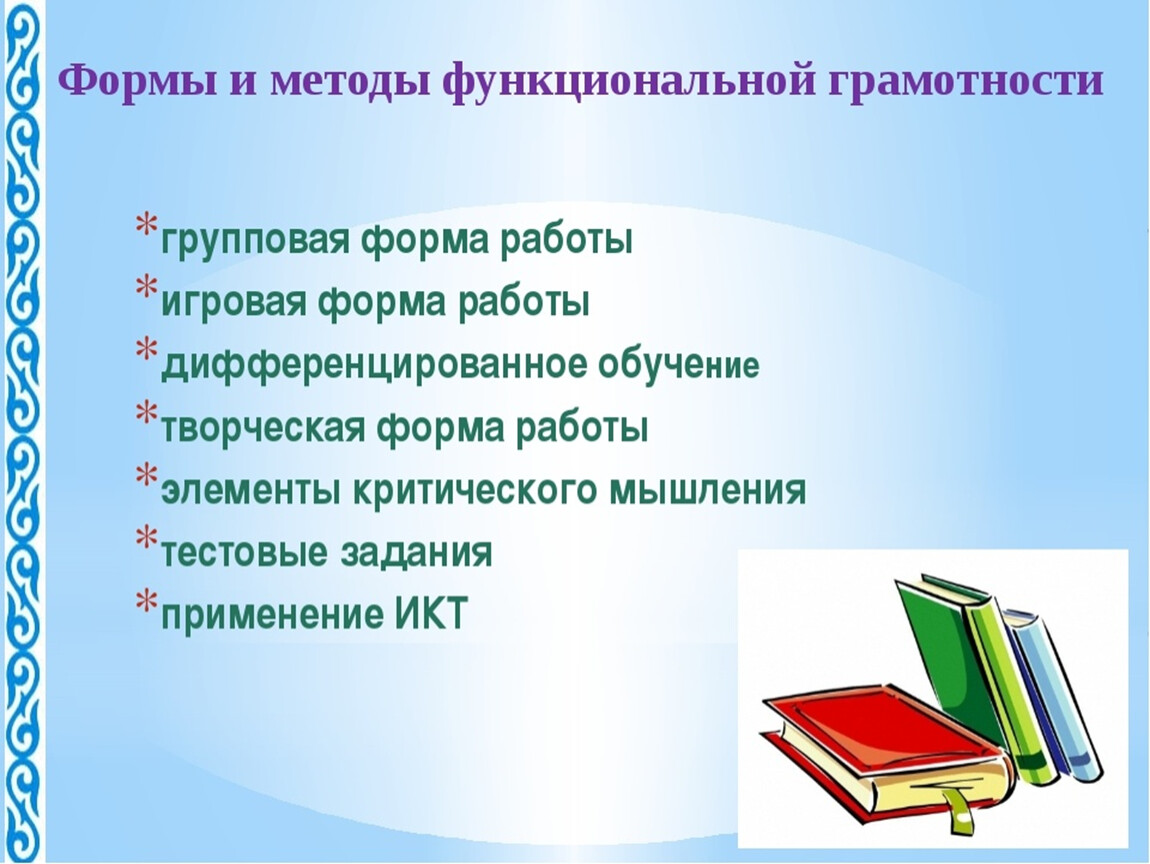 Формы и методы функциональной грамотности
* групповая форма работы
* игровая форма работы
* дифференцированное обучение
* творческая форма работы
* элементы критического мышления
* тестовые задания
* применение ИКТ